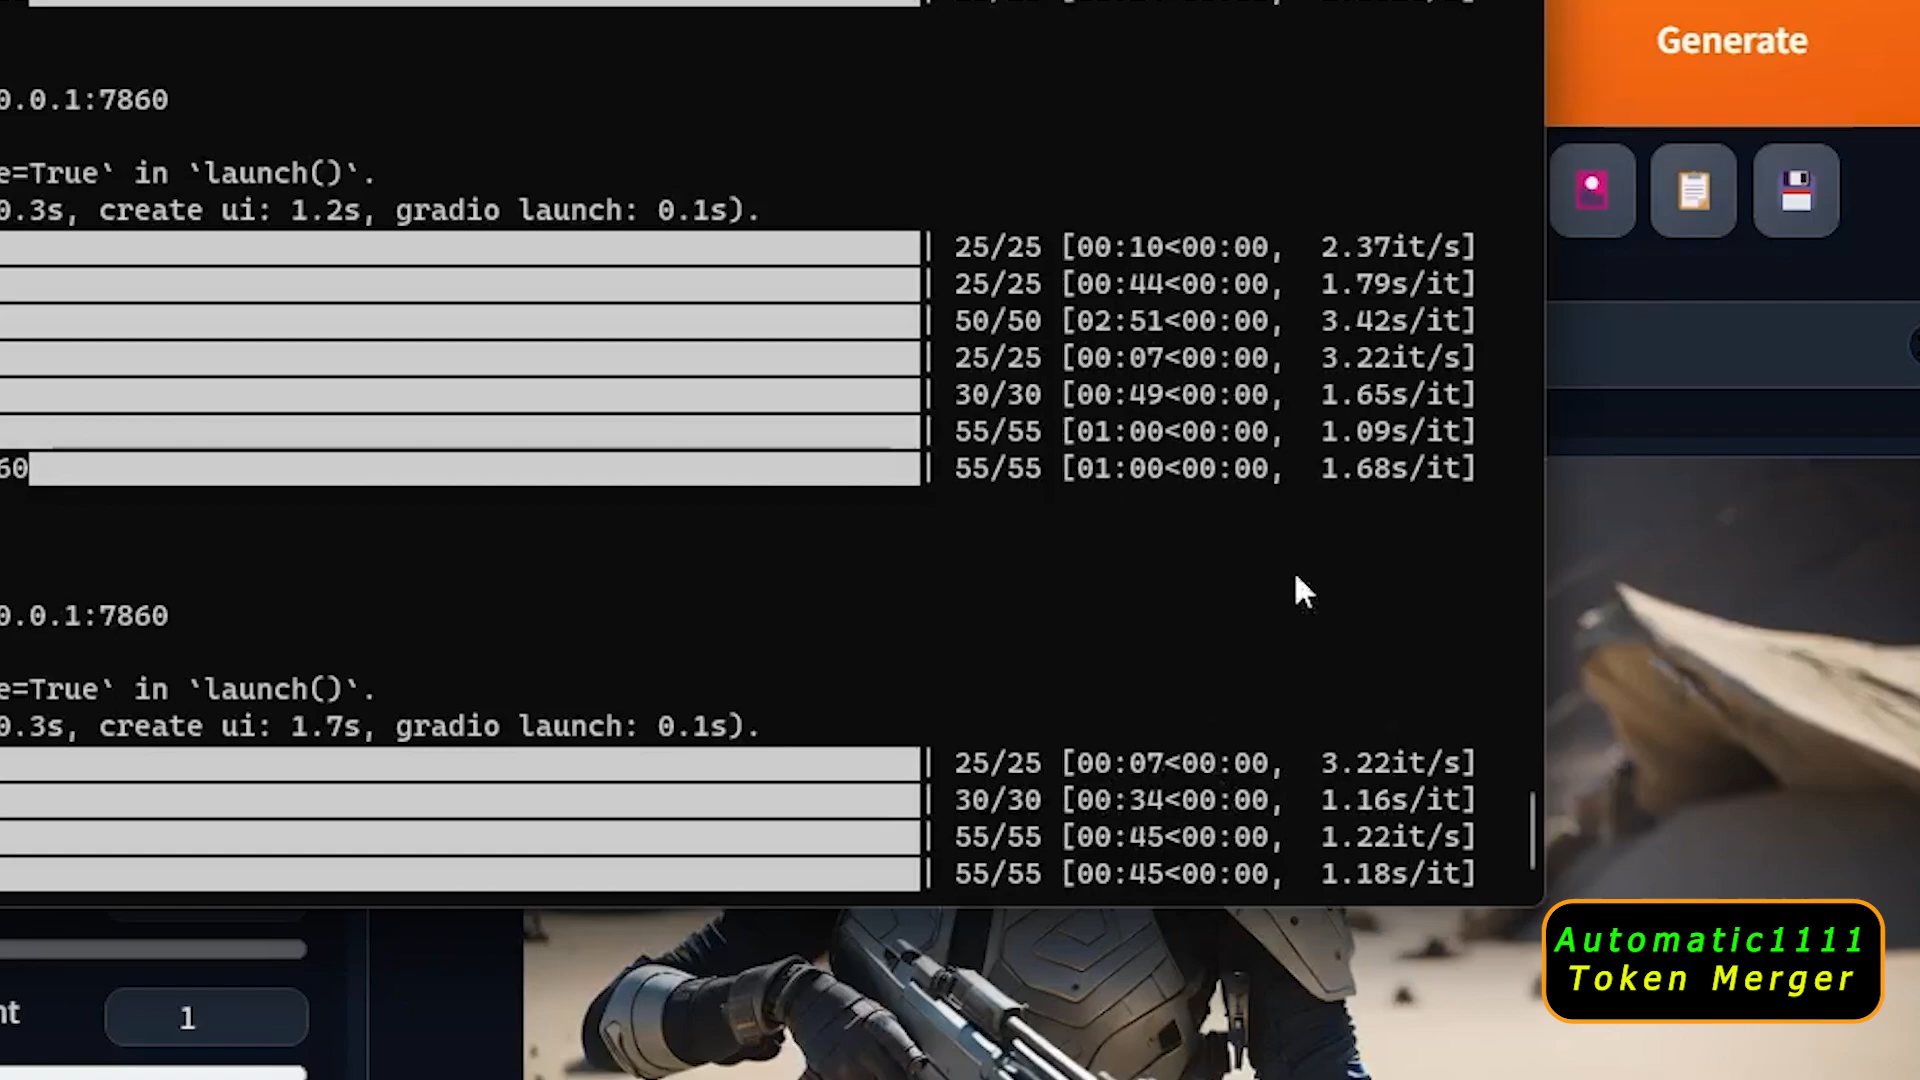 Generate
0.0.1:7860
e=True` in `launch()`.
0.3s, create ui: 1.2s, gradio launch: 0.1s).
| 25/25 [00:10<00:00, 2.37it/s]
| 25/25 [00:44<00:00, 1.79s/it]
| 50/50 [02:51<00:00, 3.42s/it]
| 25/25 [00:07<00:00, 3.22it/s]
| 30/30 [00:49<00:00, 1.65s/it]
| 55/55 [01:00<00:00, 1.09s/it]
60| 55/55 [01:00<00:00, 1.68s/it]
0.0.1:7860
e=True` in `launch()`.
0.3s, create ui: 1.7s, gradio launch: 0.1s).
| 25/25 [00:07<00:00, 3.22it/s]
| 30/30 [00:34<00:00, 1.16s/it]
| 55/55 [00:45<00:00, 1.22it/s]
| 55/55 [00:45<00:00, 1.18s/it]
nt
1
Automatic1111
Token Merger